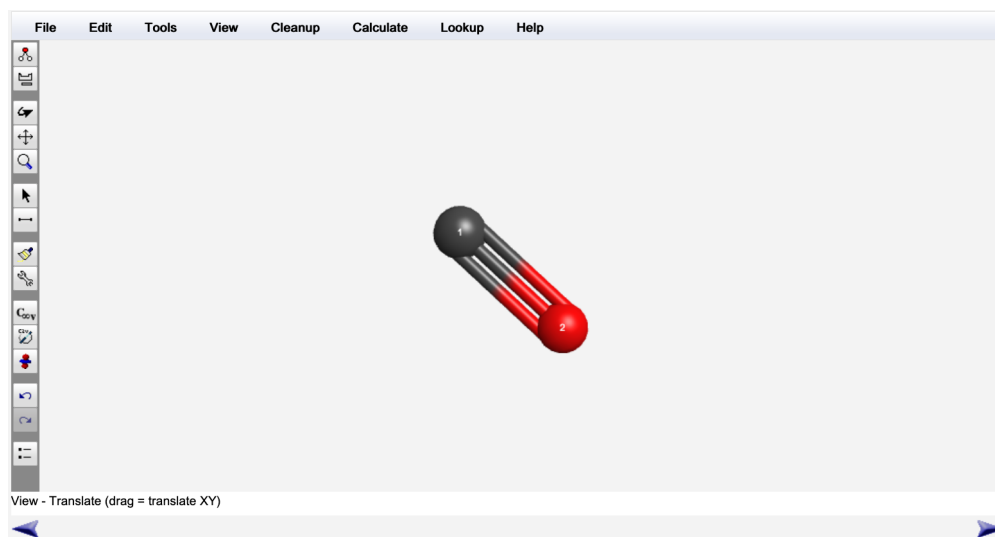 File Edit Tools View Cleanup Calculate Lookup Help
1
2
C∞v
View - Translate (drag = translate XY)